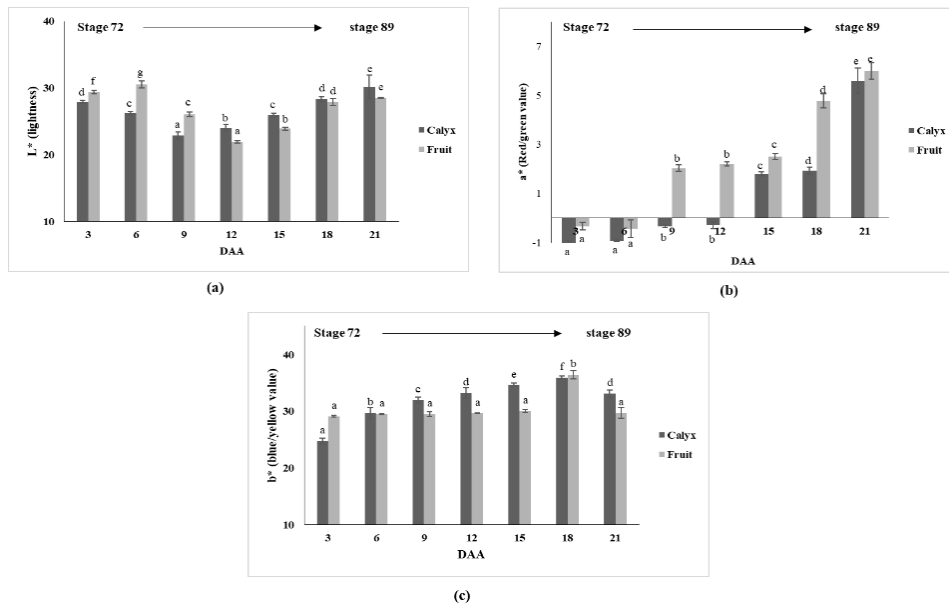 Stage 72 stage 89
40
30
20
10
L* (lightness)
d f c g a c b a c b d d e e
3 6 9 12 15 18 21
DAA
Calyx
Fruit
(a)
Stage 72 stage 89
7
5
3
1
-1
a* (Red/green value)
a a a a b b b b c c d d e e
3 6 9 12 15 18 21
DAA
Calyx
Fruit
(b)
Stage 72 stage 89
40
30
20
10
b* (blue/yellow value)
a a b a c a d a e a f b d a
3 6 9 12 15 18 21
DAA
Calyx
Fruit
(c)